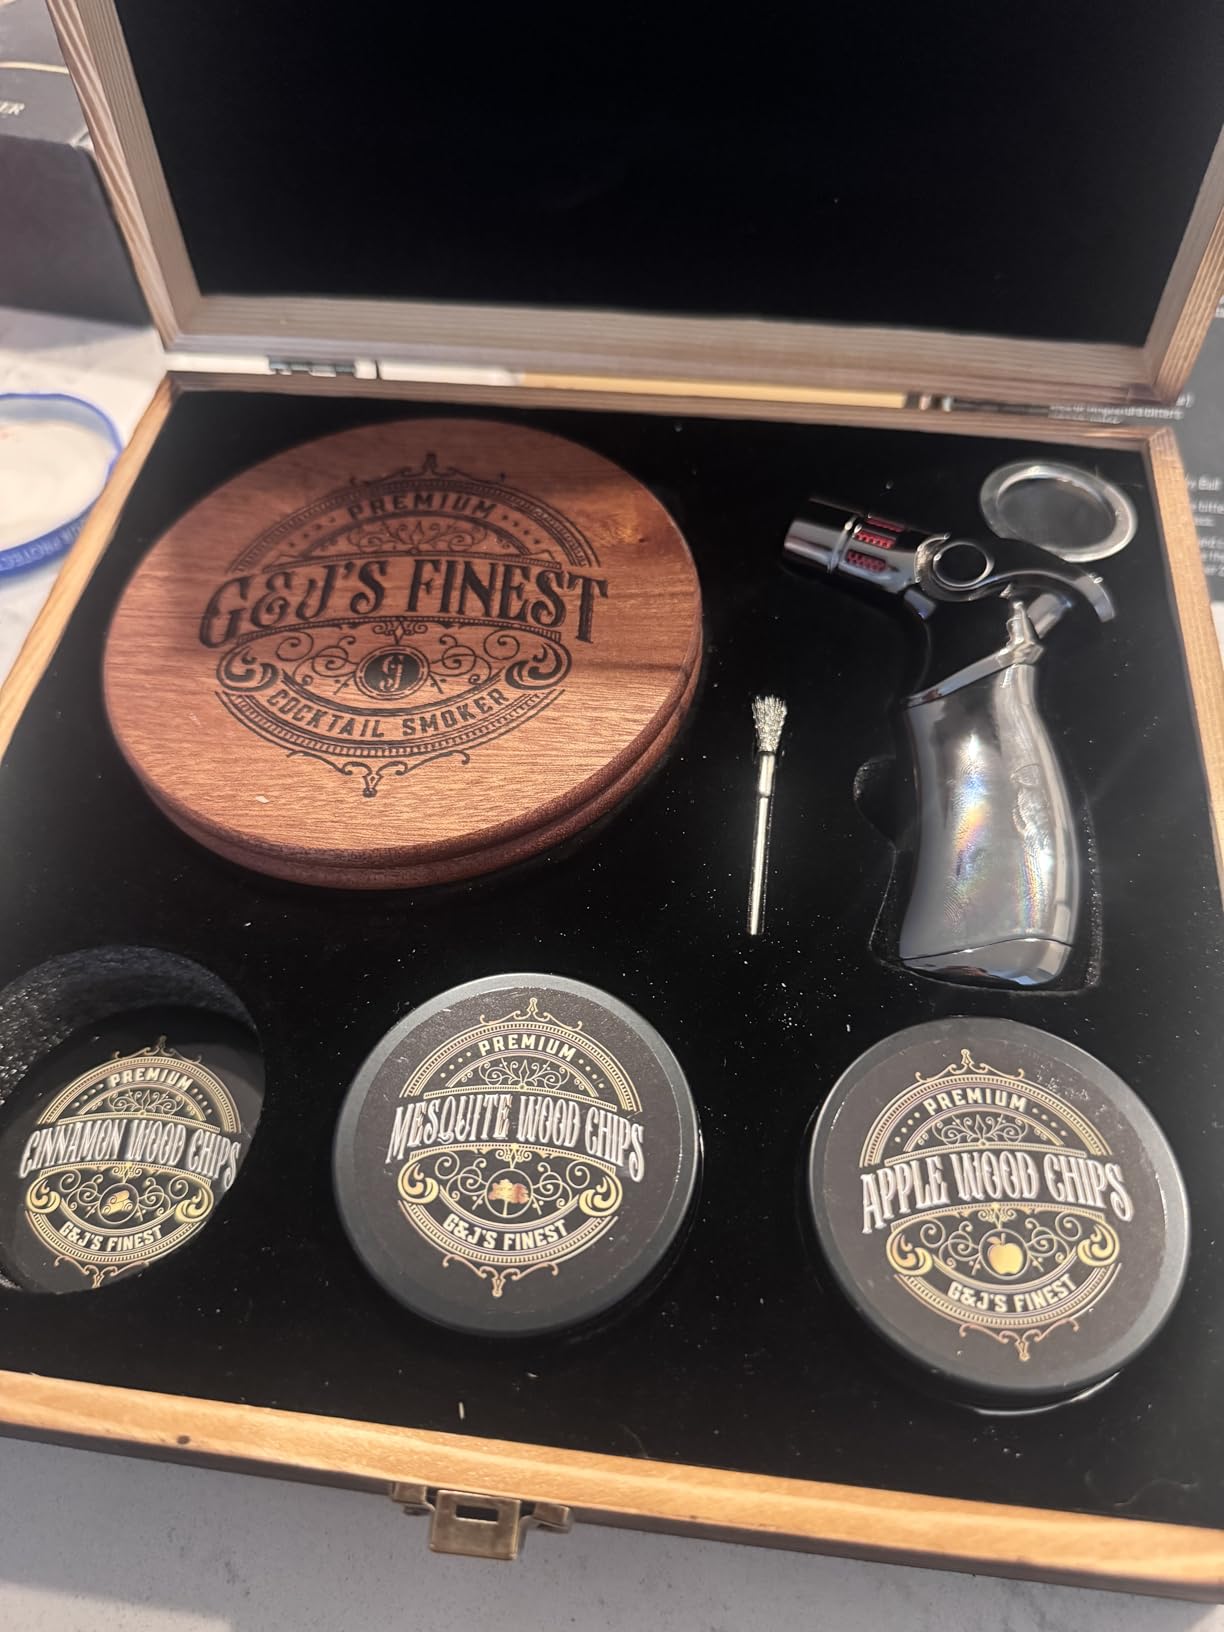 PREMIUM
G&J'S FINEST
COCKTAIL SMOKER
PREMIUM
CINNAMON WOOD CHIPS
G&J'S FINEST
PREMIUM
MESQUITE WOOD CHIPS
G&J'S FINEST
PREMIUM
APPLE WOOD CHIPS
G&J'S FINEST